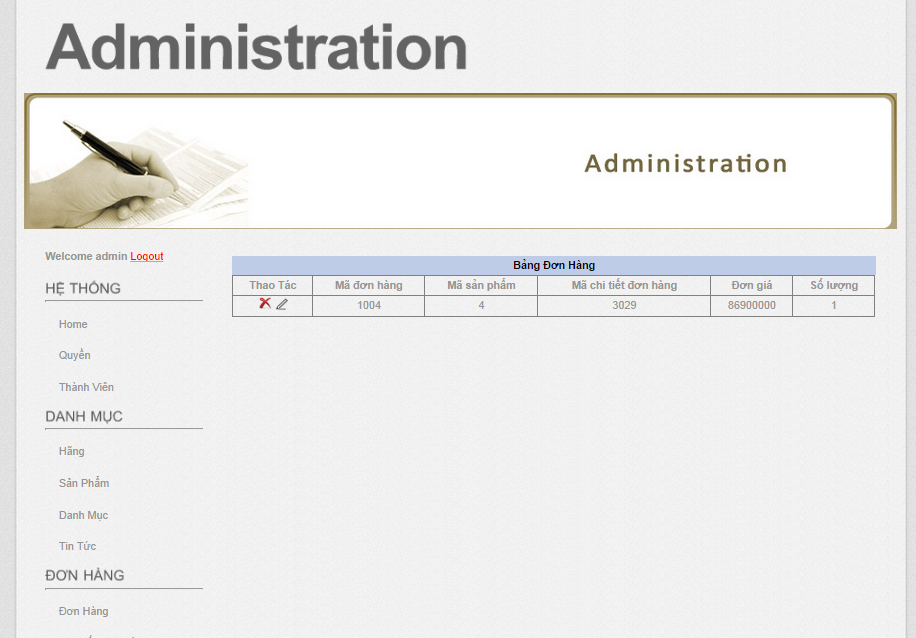 Administration
Administration
Welcome admin Logout
HỆ THỐNG
Home
Quyền
Thành Viên
DANH MỤC
Hãng
Sản Phẩm
Danh Mục
Tin Tức
ĐƠN HÀNG
Đơn Hàng
Bảng Đơn Hàng
Thao Tác Mã đơn hàng Mã sản phẩm Mã chi tiết đơn hàng Đơn giá Số lượng
1004 4 3029 86900000 1